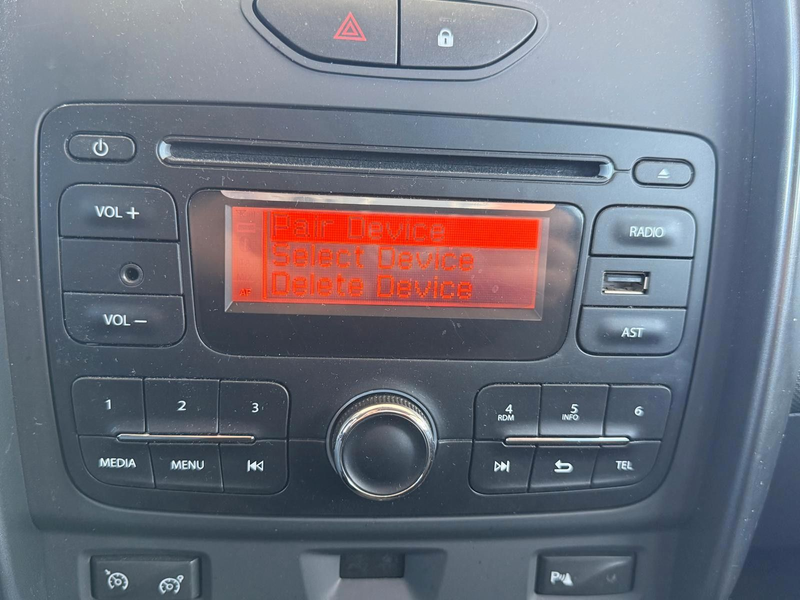 VOL +
Pair Device
Select Device
Delete Device
RADIO
VOL −
AST
1
2
3
4
RDM
5
INFO
6
MEDIA
MENU
TEL
P